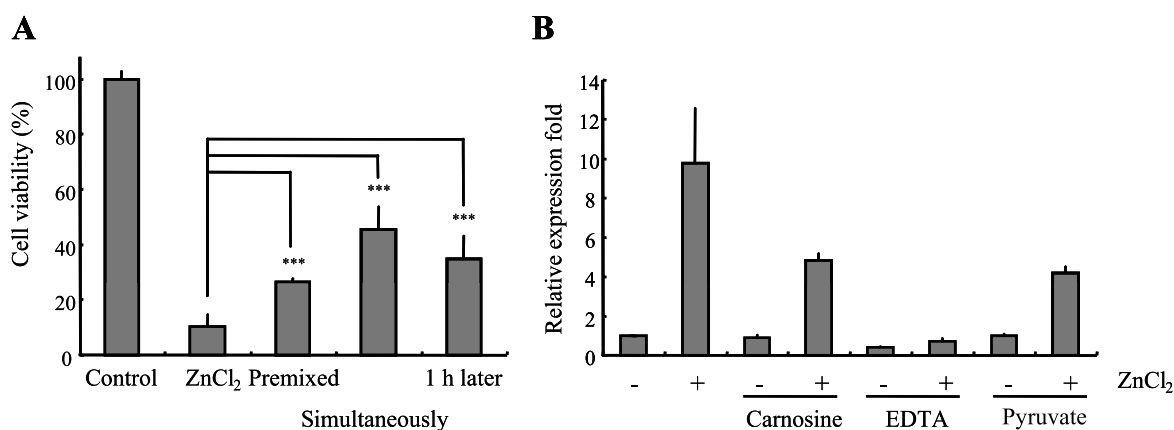 A
Cell viability (%)
100
80
60
40
20
0
***
***
***
Control ZnCl2 Premixed 1 h later
Simultaneously
B
Relative expression fold
14
12
10
8
6
4
2
0
- + - + - + - + ZnCl2
Carnosine EDTA Pyruvate